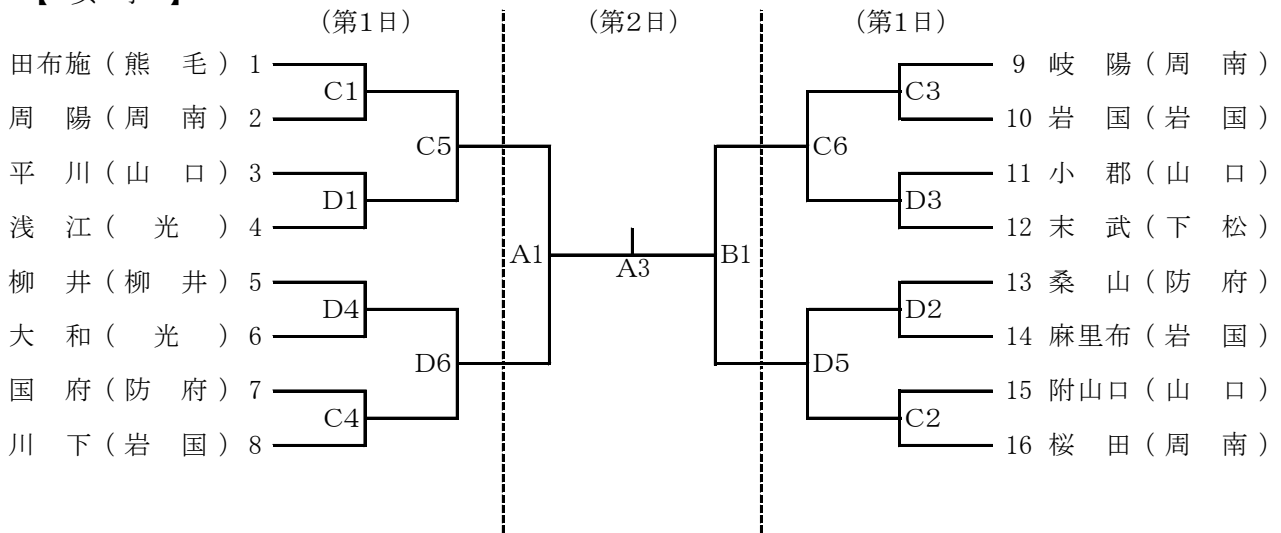 (第1日) (第2日) (第1日)
田布施(熊 毛) 1
C1
周 陽(周 南) 2
C5
平 川(山 口) 3
D1
浅 江( 光 ) 4
A1
柳 井(柳 井) 5
D4
大 和( 光 ) 6
D6
国 府(防 府) 7
C4
川 下(岩 国) 8
A3
9 岐 陽(周 南)
C3
10 岩 国(岩 国)
C6
11 小 郡(山 口)
D3
12 末 武(下 松)
B1
13 桑 山(防 府)
D2
14 麻里布(岩 国)
D5
15 附山口(山 口)
C2
16 桜 田(周 南)